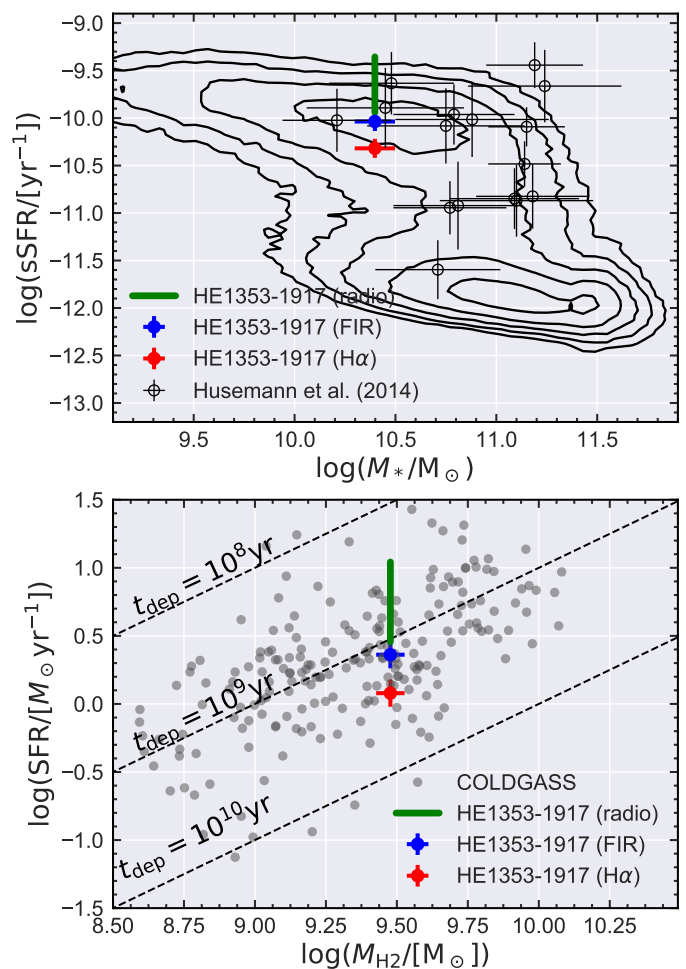 log(sSFR/[yr⁻¹])
−9.0
−9.5
−10.0
−10.5
−11.0
−11.5
−12.0
−12.5
−13.0
HE1353-1917 (radio)
HE1353-1917 (FIR)
HE1353-1917 (Hα)
Husemann et al. (2014)
9.5 10.0 10.5 11.0 11.5
log(M∗/M⊙)
log(SFR/[M⊙yr⁻¹])
1.5
1.0
0.5
0.0
−0.5
−1.0
−1.5
t_dep = 10⁸yr
t_dep = 10⁹yr
t_dep = 10¹⁰yr
COLDGASS
HE1353-1917 (radio)
HE1353-1917 (FIR)
HE1353-1917 (Hα)
8.50 8.75 9.00 9.25 9.50 9.75 10.00 10.25
log(M_H2/[M⊙])